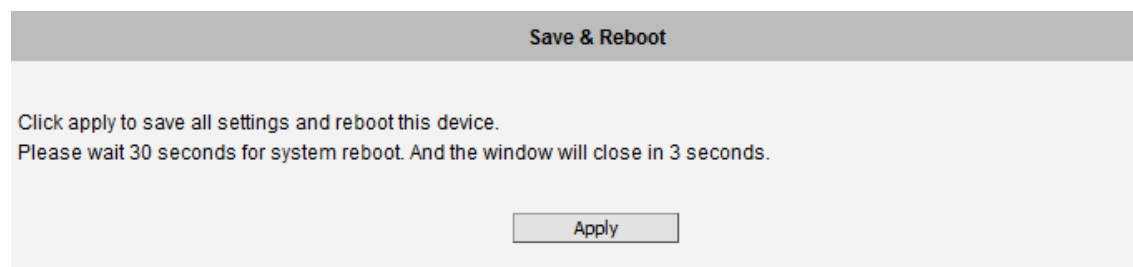 Save & Reboot
Click apply to save all settings and reboot this device.
Please wait 30 seconds for system reboot. And the window will close in 3 seconds.
Apply